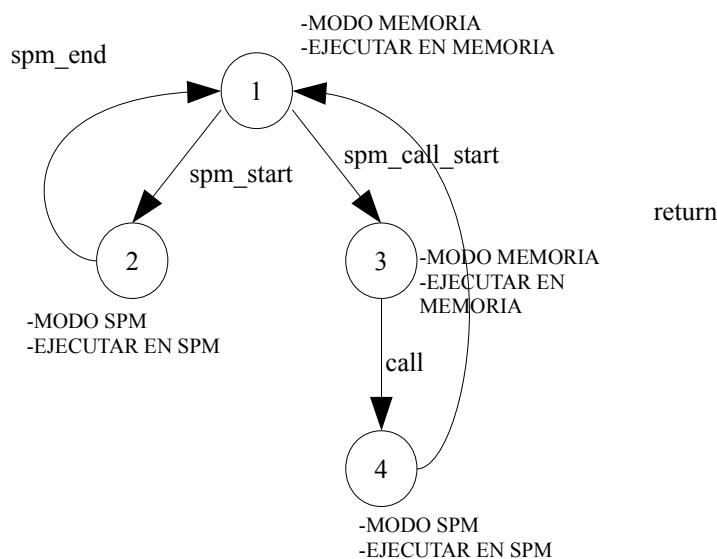 -MODO MEMORIA
-EJECUTAR EN MEMORIA
spm_end
1
spm_start
spm_call_start
return
2
3
-MODO MEMORIA
-EJECUTAR EN
MEMORIA
-MODO SPM
-EJECUTAR EN SPM
call
4
-MODO SPM
-EJECUTAR EN SPM